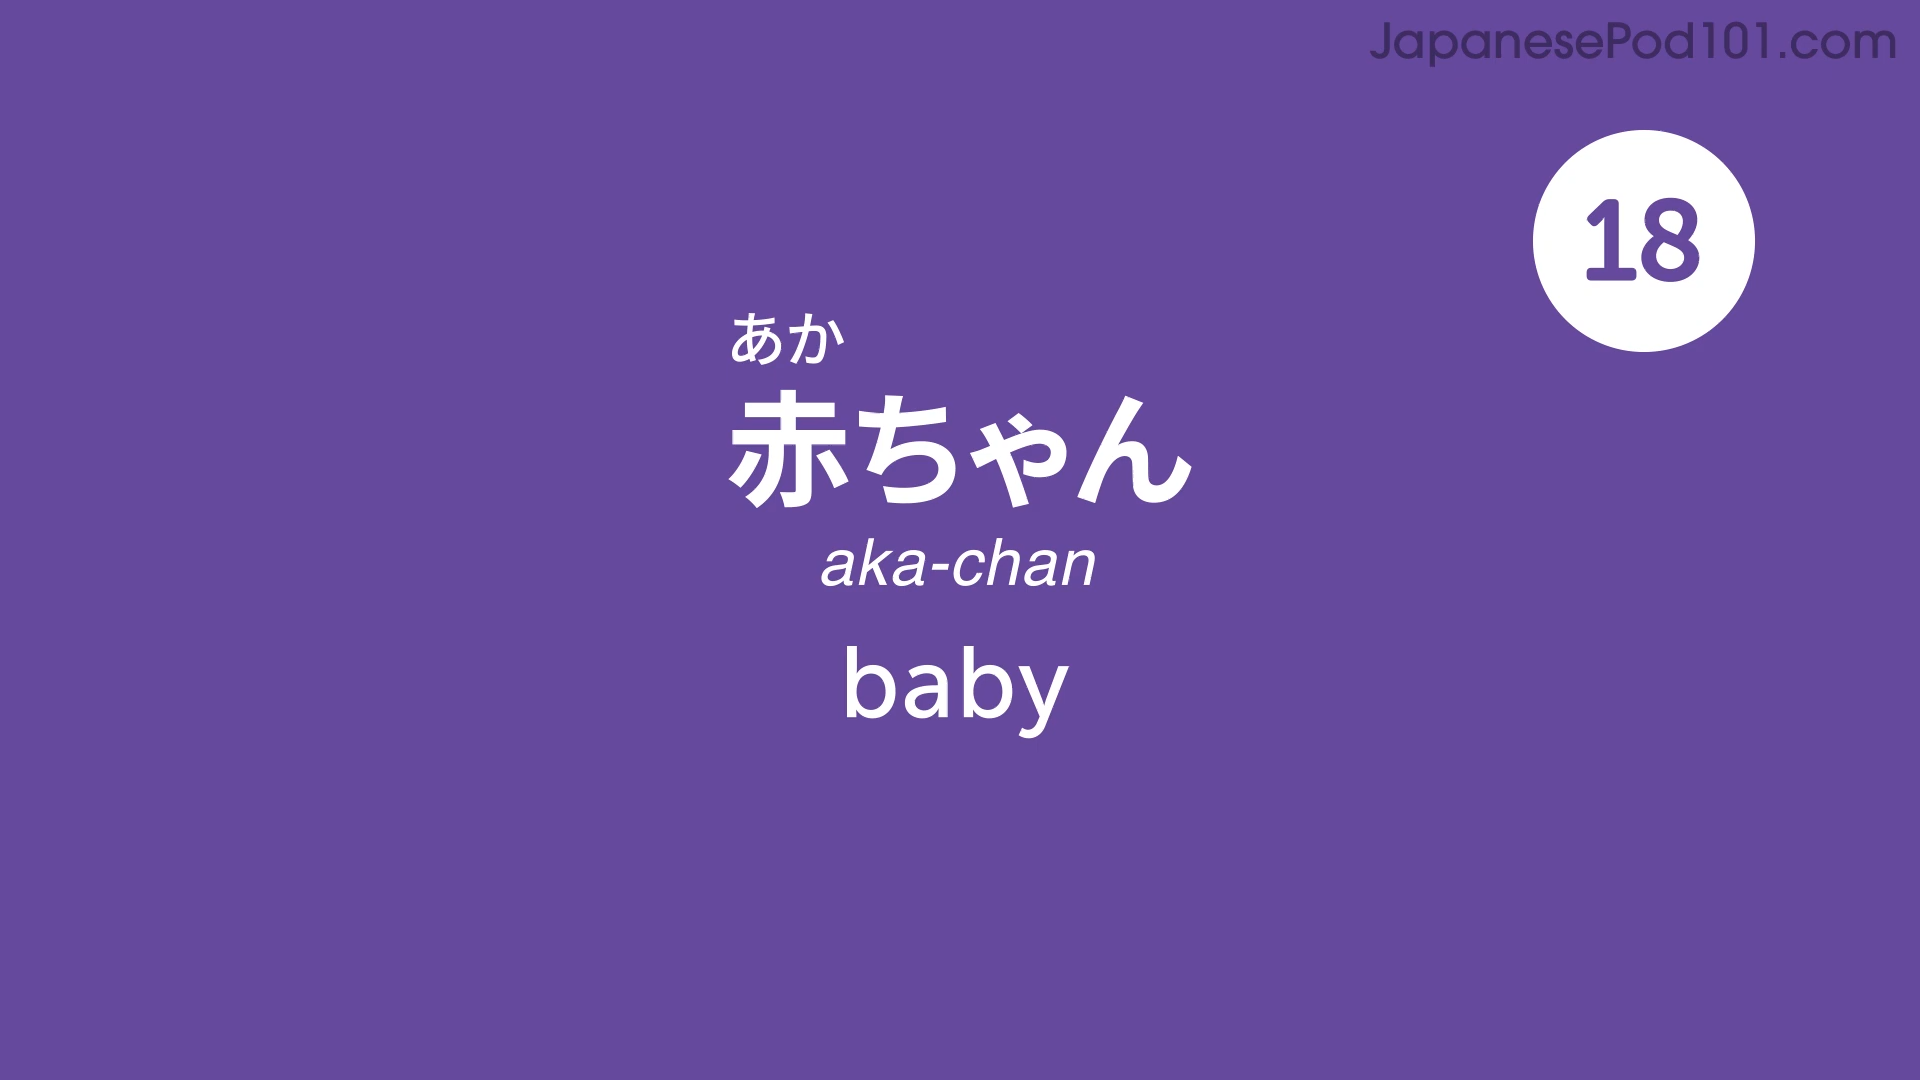 JapanesePod101.com
18
あか
赤ちゃん
aka-chan
baby